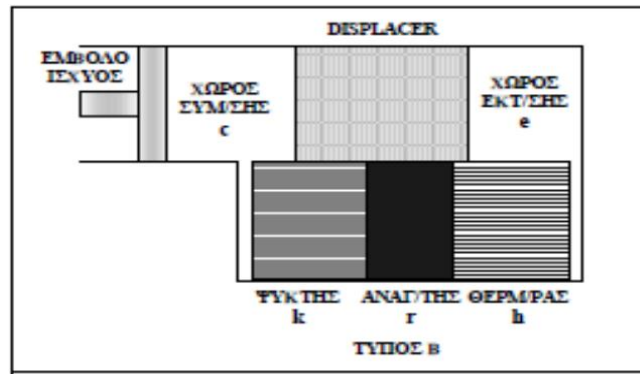 DISPLACER
ΕΜΒΟΛΟ
ΙΣΧΥΟΣ
ΧΩΡΟΣ
ΣΥΜ/ΣΗΣ
c
ΧΩΡΟΣ
ΕΚΤ/ΣΗΣ
e
ΨΥΚΤΗΣ ΑΝΑΓ/ΤΗΣ ΘΕΡΜ/ΡΑΣ
k r h
ΤΥΠΟΣ Β